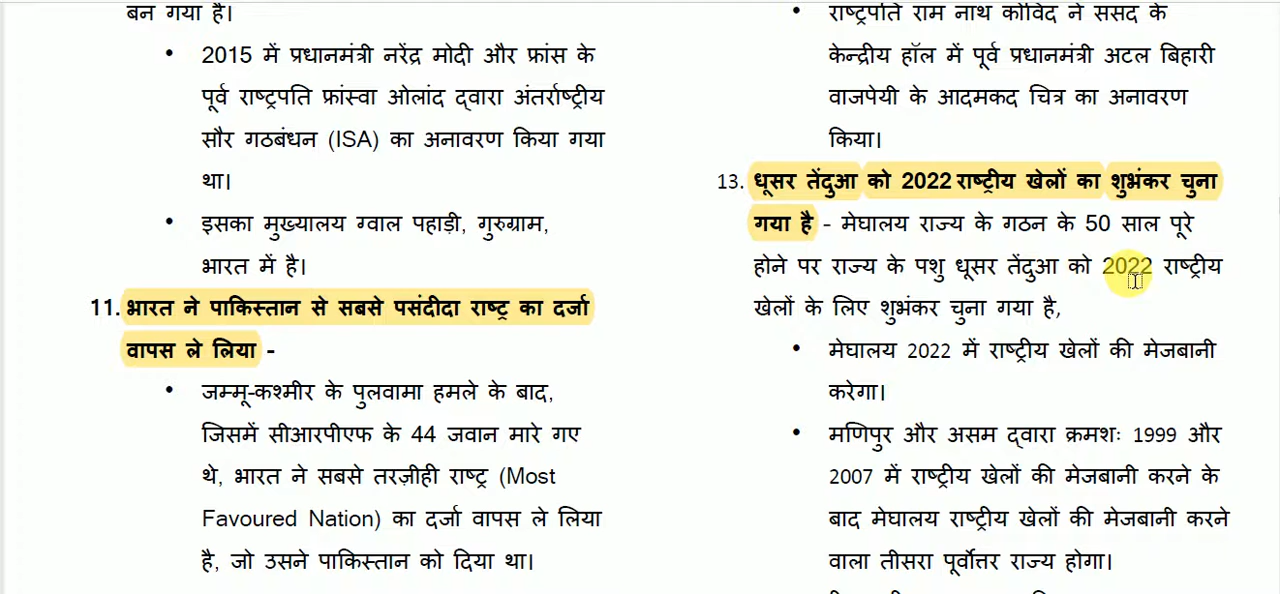 बन गया है।
• 2015 में प्रधानमंत्री नरेंद्र मोदी और फ्रांस के
पूर्व राष्ट्रपति फ्रांस्वा ओलांद द्वारा अंतर्राष्ट्रीय
सौर गठबंधन (ISA) का अनावरण किया गया
था।
• इसका मुख्यालय ग्वाल पहाड़ी, गुरुग्राम,
भारत में है।
11. भारत ने पाकिस्तान से सबसे पसंदीदा राष्ट्र का दर्जा
वापस ले लिया -
• जम्मू-कश्मीर के पुलवामा हमले के बाद,
जिसमें सीआरपीएफ के 44 जवान मारे गए
थे, भारत ने सबसे तरज़ीही राष्ट्र (Most
Favoured Nation) का दर्जा वापस ले लिया
है, जो उसने पाकिस्तान को दिया था।
• राष्ट्रपति राम नाथ कोविंद ने संसद के
केन्द्रीय हॉल में पूर्व प्रधानमंत्री अटल बिहारी
वाजपेयी के आदमकद चित्र का अनावरण
किया।
13. धूसर तेंदुआ को 2022 राष्ट्रीय खेलों का शुभंकर चुना
गया है - मेघालय राज्य के गठन के 50 साल पूरे
होने पर राज्य के पशु धूसर तेंदुआ को 2022 राष्ट्रीय
खेलों के लिए शुभंकर चुना गया है,
• मेघालय 2022 में राष्ट्रीय खेलों की मेजबानी
करेगा।
• मणिपुर और असम द्वारा क्रमशः 1999 और
2007 में राष्ट्रीय खेलों की मेजबानी करने के
बाद मेघालय राष्ट्रीय खेलों की मेजबानी करने
वाला तीसरा पूर्वोत्तर राज्य होगा।